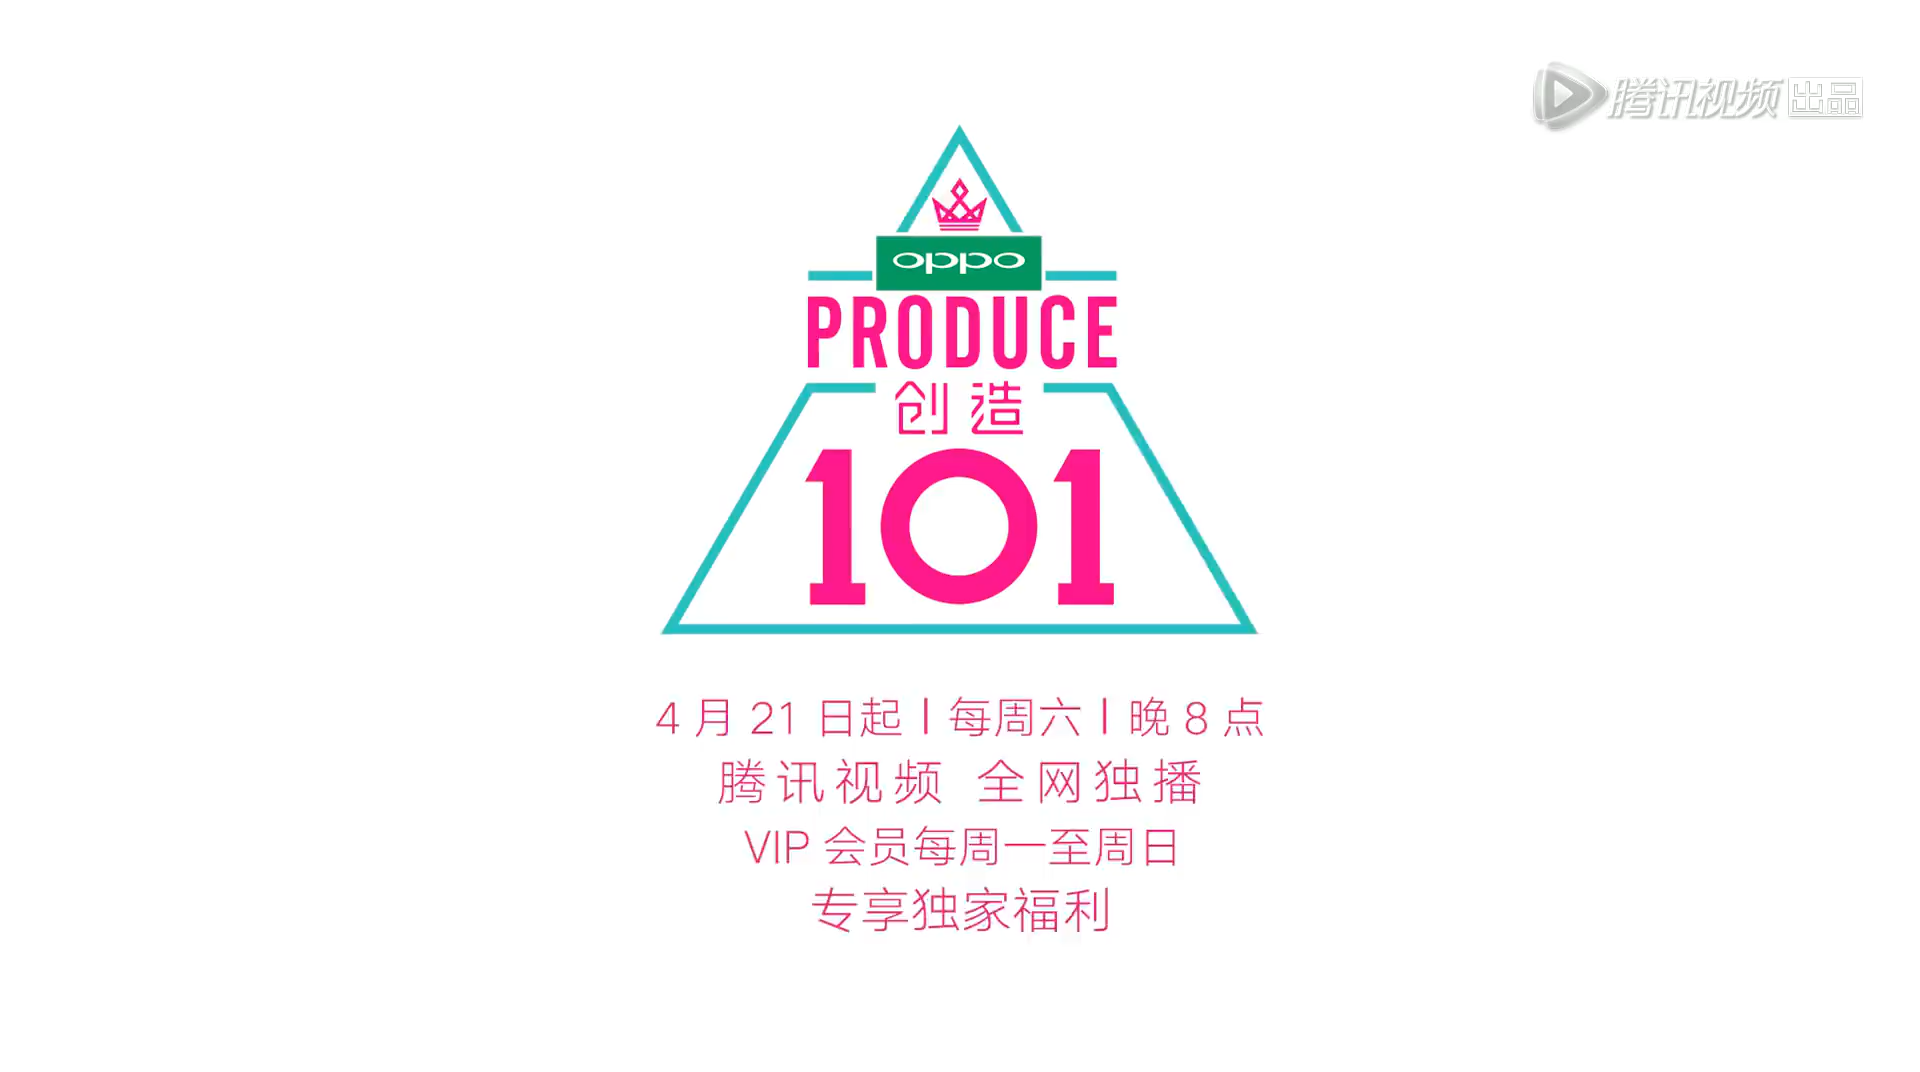 腾讯视频 出品
oppo
PRODUCE
创造
101
4月21日起 | 每周六 | 晚8点
腾讯视频 全网独播
VIP会员每周一至周日
专享独家福利